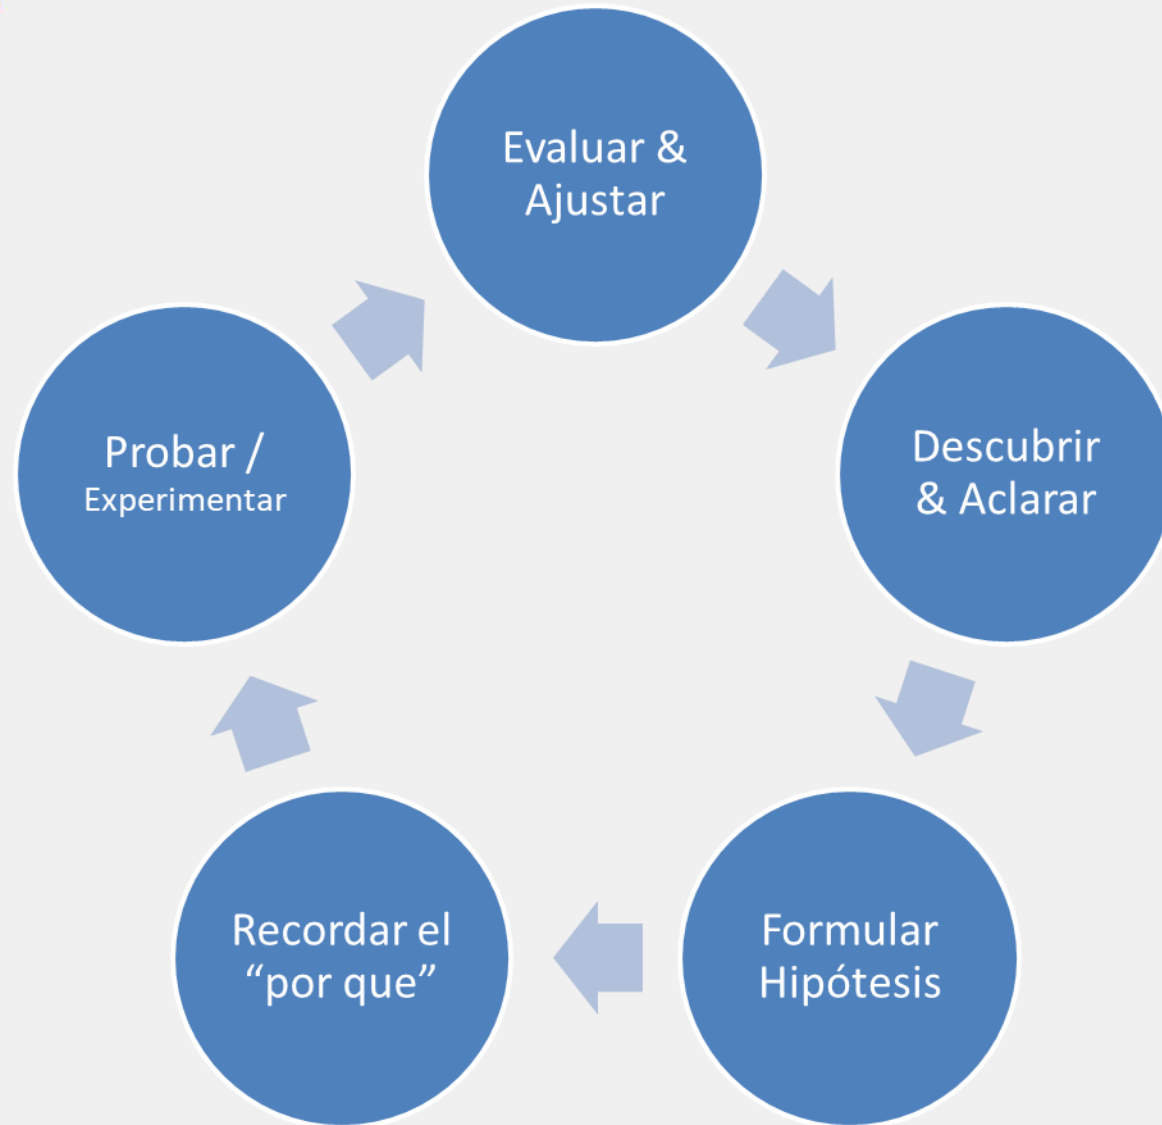 Evaluar &
Ajustar
Descubrir
& Aclarar
Formular
Hipótesis
Recordar el
“por que”
Probar /
Experimentar